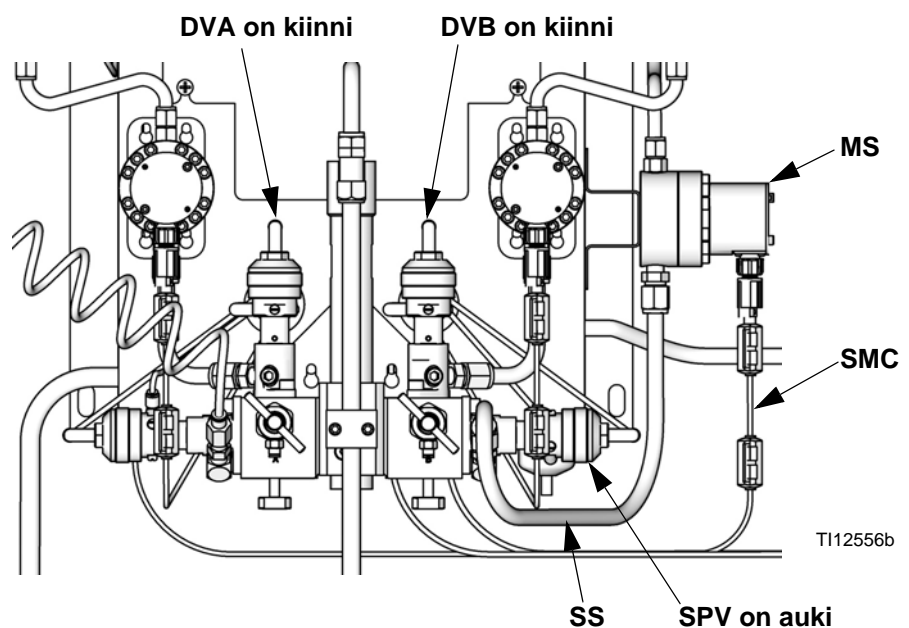 DVA on kiinni
DVB on kiinni
MS
SMC
TI12556b
SS
SPV on auki